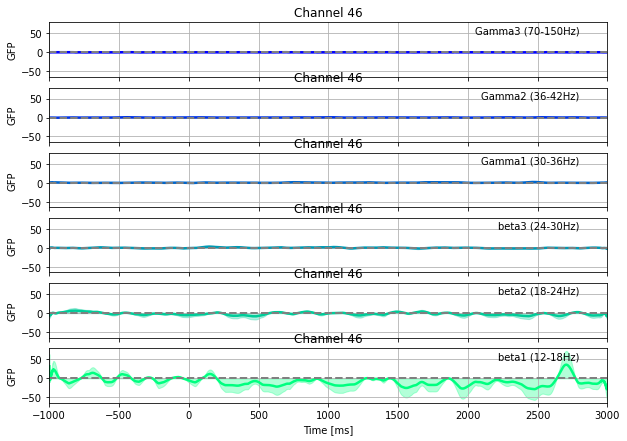 Channel 46
Gamma3 (70-150Hz)
GFP
50
0
−50
Channel 46
Gamma2 (36-42Hz)
GFP
50
0
−50
Channel 46
Gamma1 (30-36Hz)
GFP
50
0
−50
Channel 46
beta3 (24-30Hz)
GFP
50
0
−50
Channel 46
beta2 (18-24Hz)
GFP
50
0
−50
Channel 46
beta1 (12-18Hz)
GFP
50
0
−50
−1000 −500 0 500 1000 1500 2000 2500 3000
Time [ms]